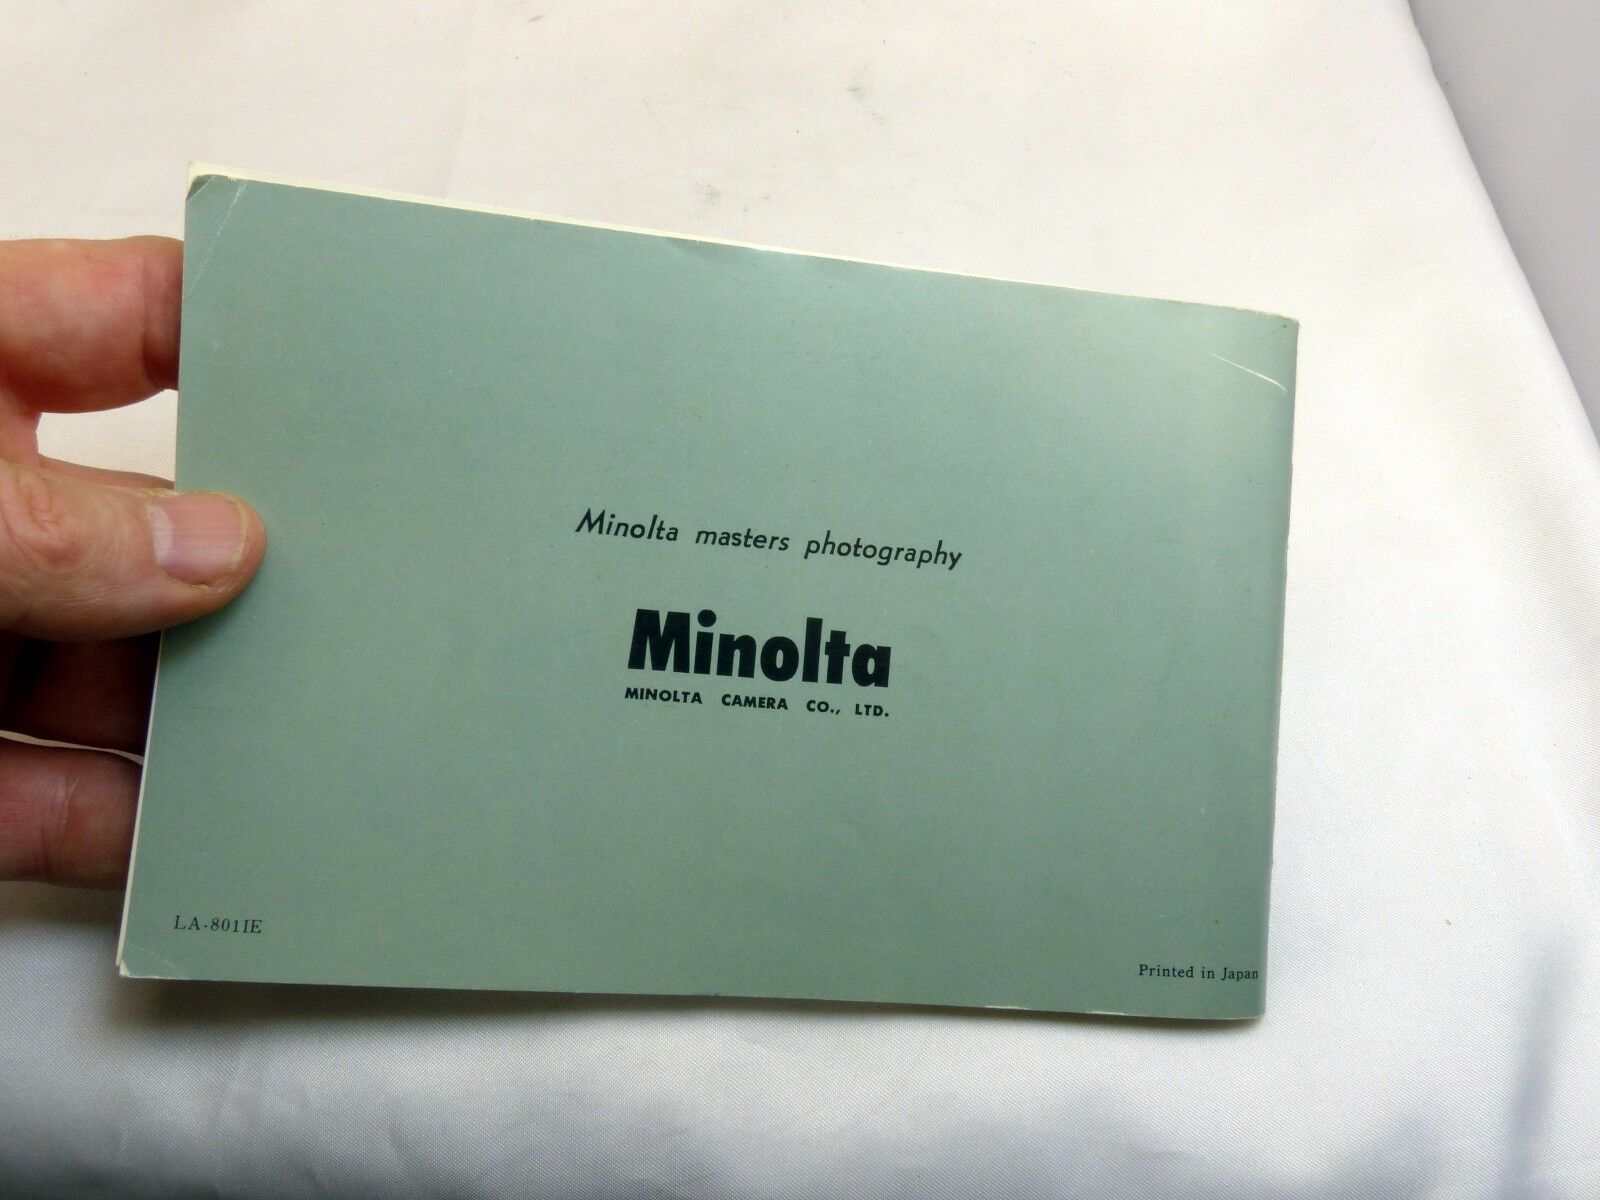 Minolta masters photography
Minolta
MINOLTA CAMERA CO., LTD.
LA-801IE
Printed in Japan